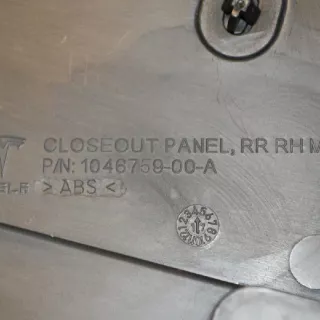 CLOSEOUT PANEL, RR RH M
P/N: 1046759-00-A
>ABS<